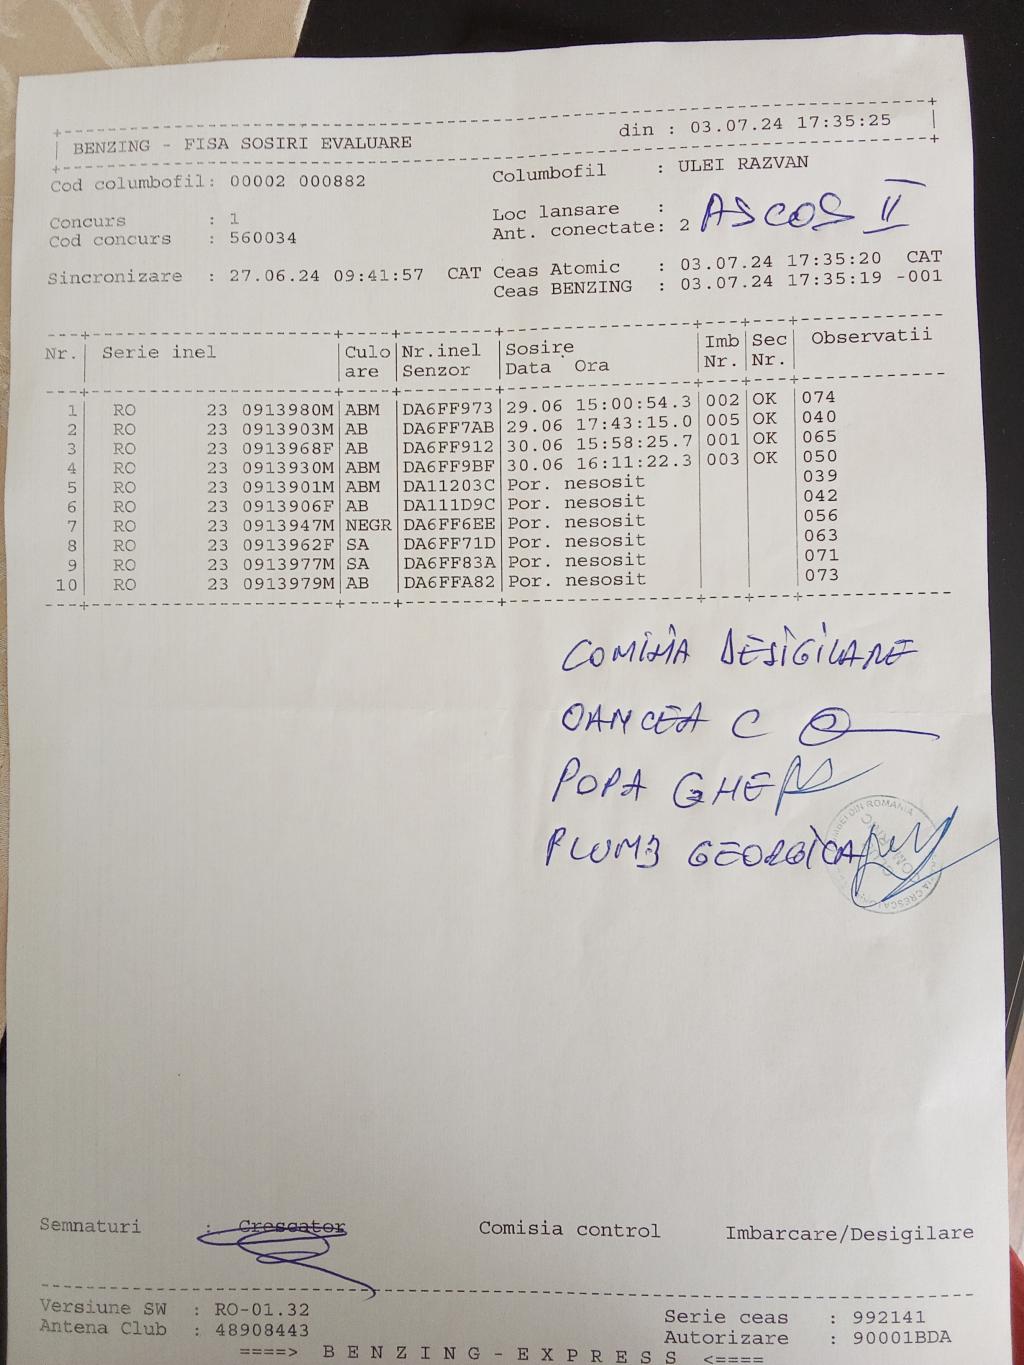 BENZING - FISA SOSIRI EVALUARE din : 03.07.24 17:35:25
Cod columbofil: 00002 000882 Columbofil : ULEI RAZVAN
Concurs : 1 Loc lansare : ASCOS II
Cod concurs : 560034 Ant. conectate: 2
Sincronizare : 27.06.24 09:41:57 CAT Ceas Atomic : 03.07.24 17:35:20 CAT
Ceas BENZING : 03.07.24 17:35:19 -001
Nr. Serie inel Culo Nr.inel Sosire Imb Sec Observatii
are Senzor Data Ora Nr. Nr.
1 RO 23 0913980M ABM DA6FF973 29.06 15:00:54.3 002 OK 074
2 RO 23 0913903M AB DA6FF7AB 29.06 17:43:15.0 005 OK 040
3 RO 23 0913968F AB DA6FF912 30.06 15:58:25.7 001 OK 065
4 RO 23 0913930M ABM DA6FF9BF 30.06 16:11:22.3 003 OK 050
5 RO 23 0913901M ABM DA11203C Por. nesosit 039
6 RO 23 0913906F AB DA111D9C Por. nesosit 042
7 RO 23 0913947M NEGR DA6FF6EE Por. nesosit 056
8 RO 23 0913962F SA DA6FF71D Por. nesosit 063
9 RO 23 0913977M SA DA6FF83A Por. nesosit 071
10 RO 23 0913979M AB DA6FFA82 Por. nesosit 073
COMISIA DESIGILARE
OANCEA C
POPA GHE
PLUMB GEORGICA
DIN ROMANIA
Semnaturi : Crescator Comisia control Imbarcare/Desigilare
Versiune SW : RO-01.32 Serie ceas : 992141
Antena Club : 48908443 Autorizare : 90001BDA
====> B E N Z I N G - E X P R E S S <====